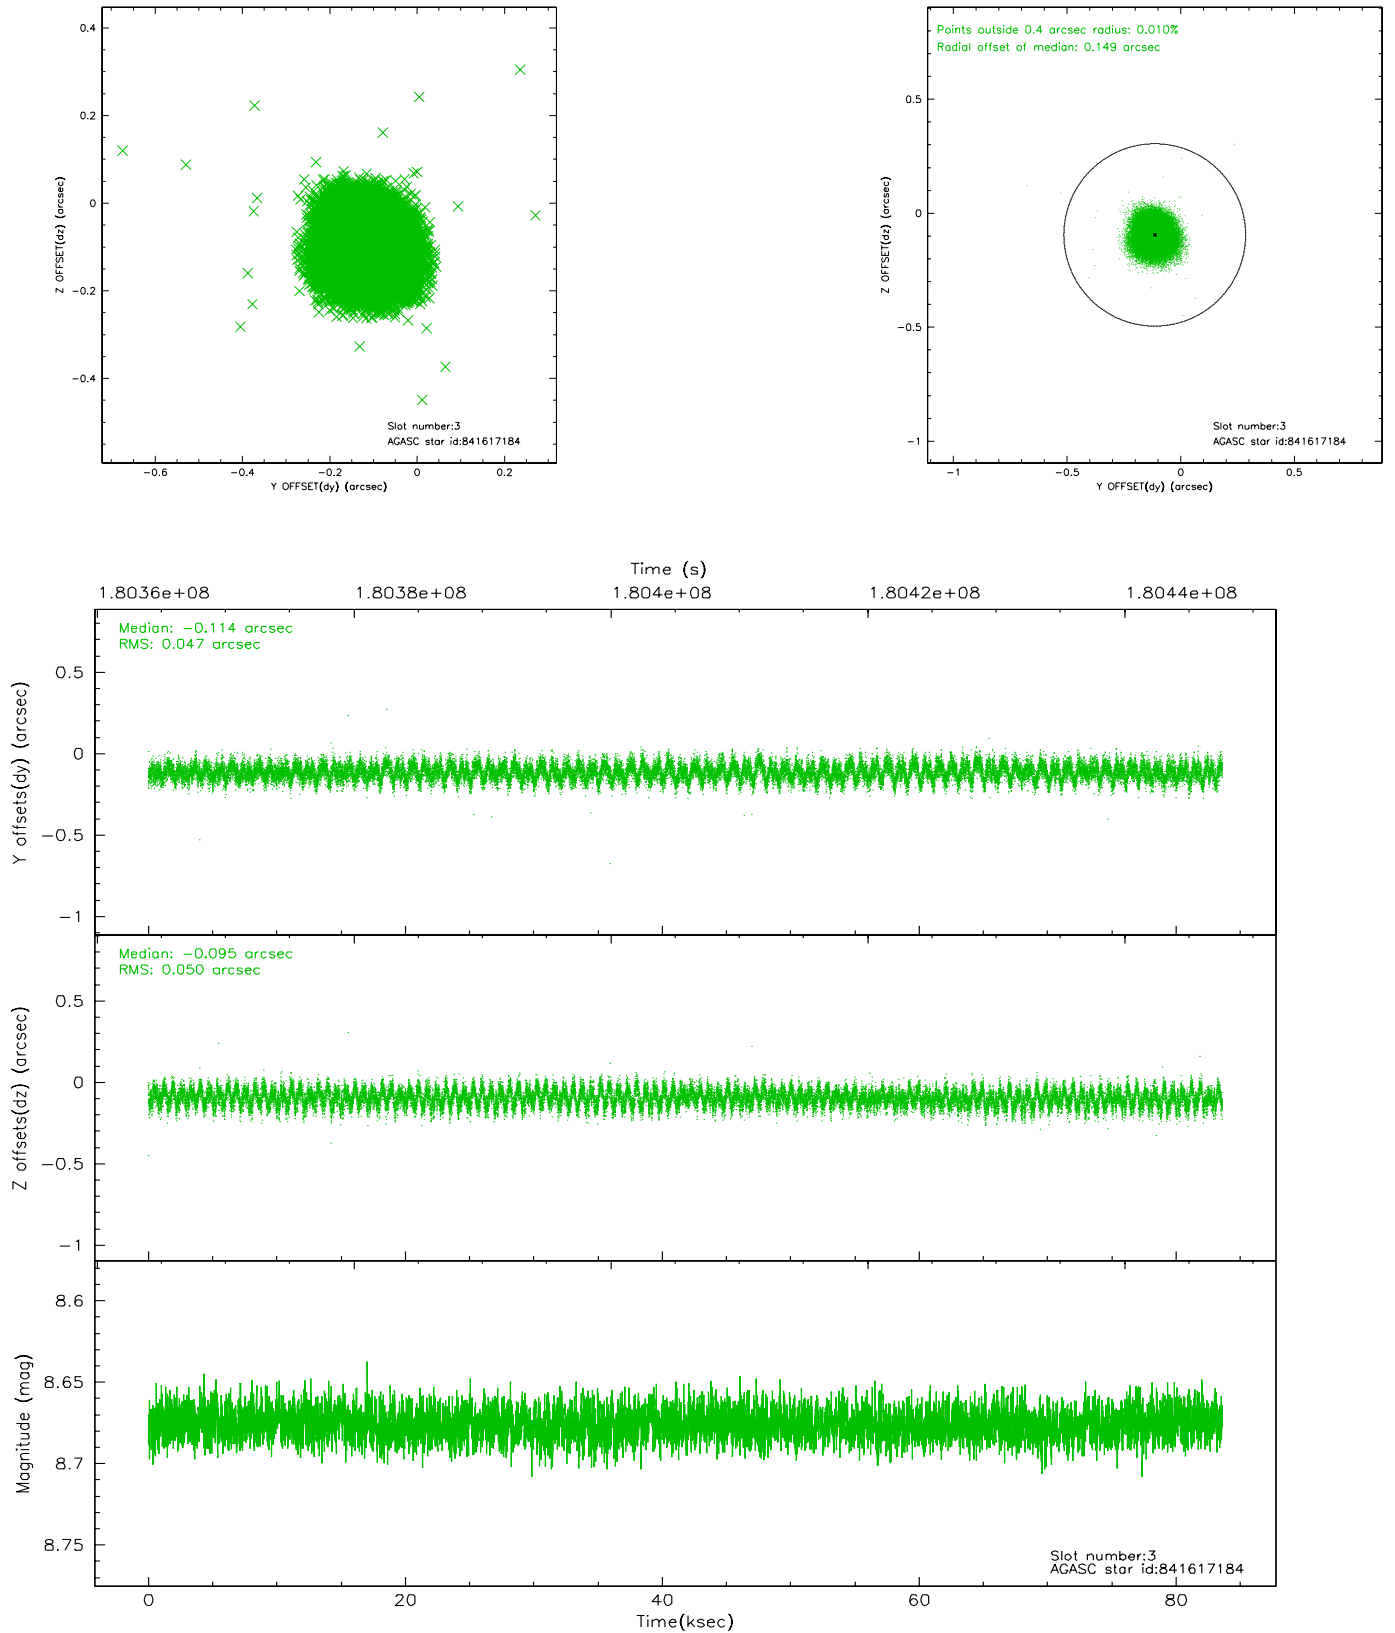 0.4
0.2
0
−0.2
−0.4
Z OFFSET(dz) (arcsec)
Slot number:3
AGASC star id:841617184
−0.6
−0.4
−0.2
0
0.2
Y OFFSET(dy) (arcsec)
Points outside 0.4 arcsec radius: 0.010%
Radial offset of median: 0.149 arcsec
0.5
0
−0.5
−1
Z OFFSET(dz) (arcsec)
Slot number:3
AGASC star id:841617184
−1
−0.5
0
0.5
Y OFFSET(dy) (arcsec)
Time (s)
1.8036e+08
1.8038e+08
1.804e+08
1.8042e+08
1.8044e+08
Median: −0.114 arcsec
RMS: 0.047 arcsec
0.5
0
−0.5
−1
Y offsets(dy) (arcsec)
Median: −0.095 arcsec
RMS: 0.050 arcsec
0.5
0
−0.5
−1
Z offsets(dz) (arcsec)
8.6
8.65
8.7
8.75
Magnitude (mag)
Slot number:3
AGASC star id:841617184
0
20
40
60
80
Time(ksec)